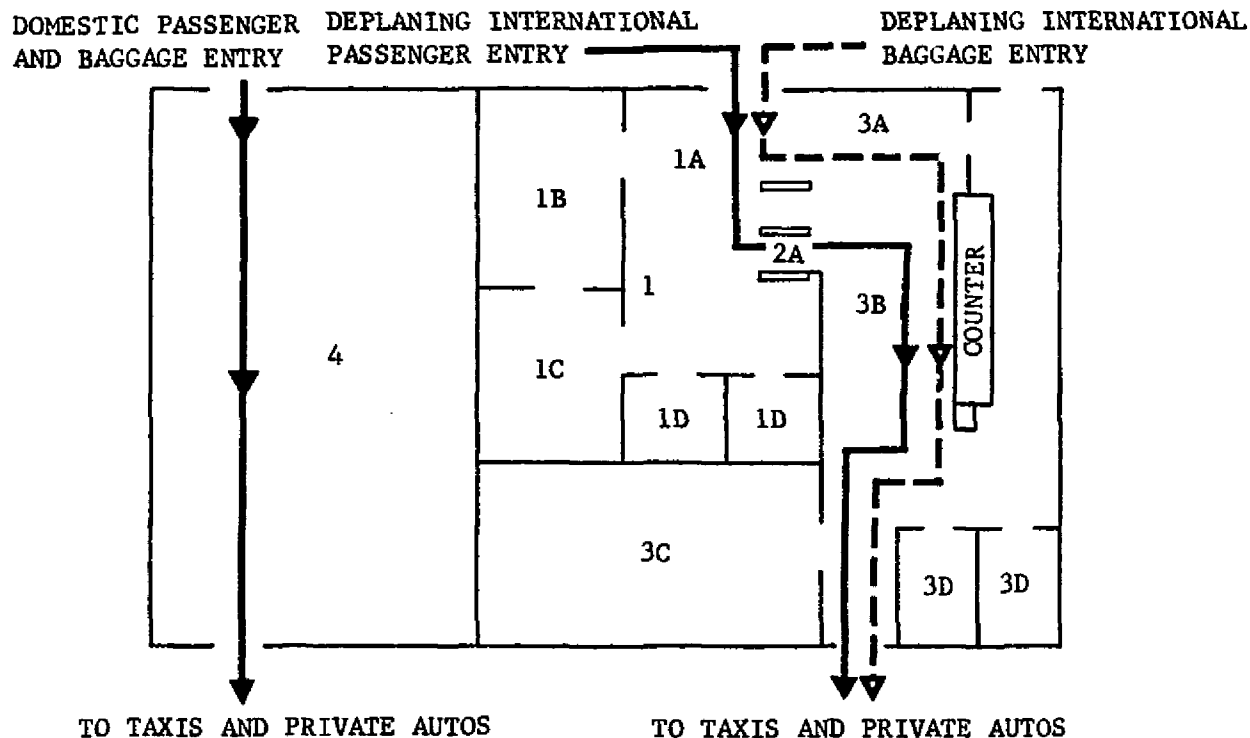 DOMESTIC PASSENGER
AND BAGGAGE ENTRY
DEPLANING INTERNATIONAL
PASSENGER ENTRY
DEPLANING INTERNATIONAL
BAGGAGE ENTRY
3A
1A
1B
2A
1
3B
COUNTER
4
1C
1D
1D
3C
3D
3D
TO TAXIS AND PRIVATE AUTOS
TO TAXIS AND PRIVATE AUTOS